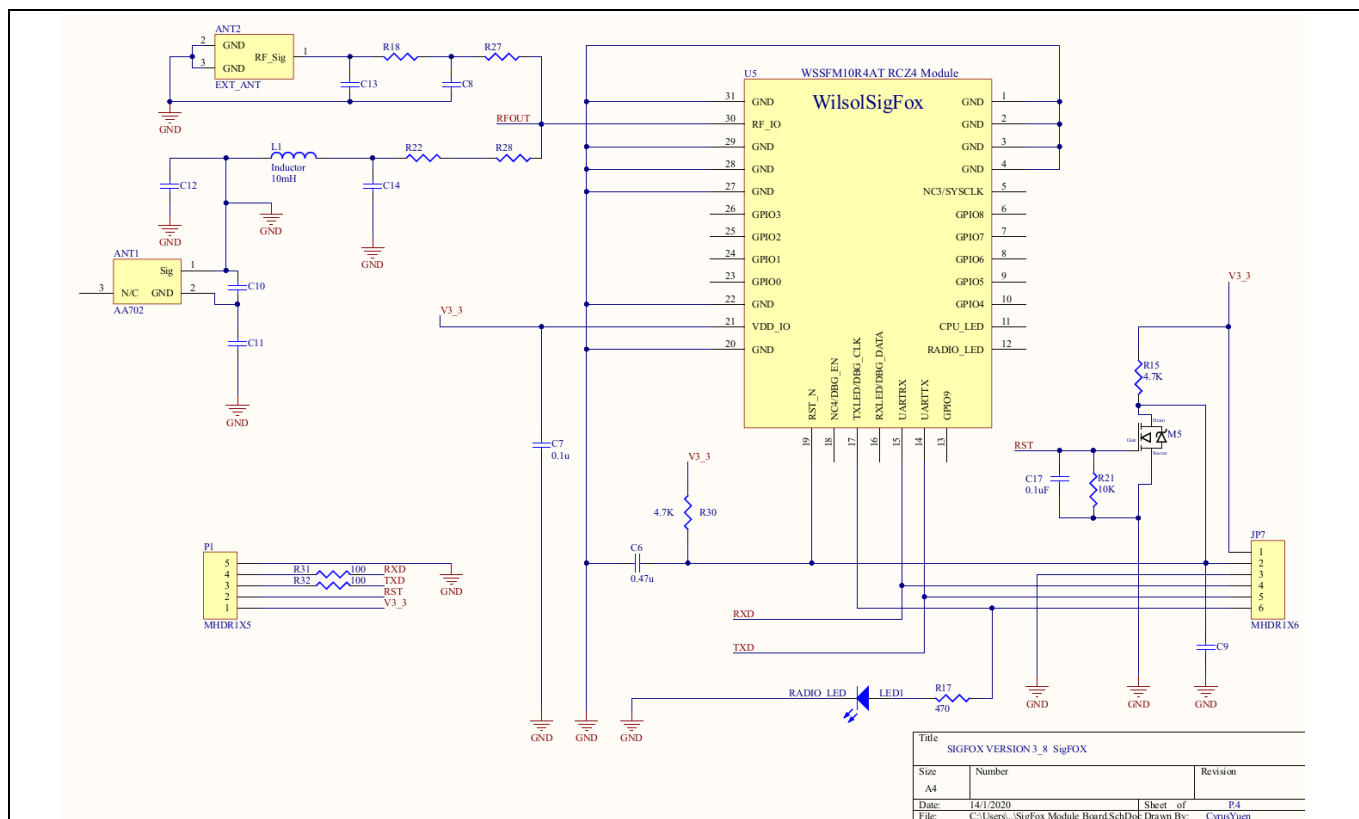 ANT2
2 GND
3 GND
RF_Sig 1
EXT_ANT
GND
R18
R27
C13
C8
RFOUT
L1
Inductor
10mH
R22
R28
C12
C14
GND
GND
GND
ANT1
Sig 1
3 N/C GND 2
AA702
C10
C11
GND
U5 WSSFM10R4AT RCZ4 Module
WilsolSigFox
31 GND
30 RF_IO
29 GND
28 GND
27 GND
26 GPIO3
25 GPIO2
24 GPIO1
23 GPIO0
22 GND
21 VDD_IO
20 GND
GND 1
GND 2
GND 3
GND 4
NC3/SYSCLK 5
GPIO8 6
GPIO7 7
GPIO6 8
GPIO5 9
GPIO4 10
CPU_LED 11
RADIO_LED 12
RST_N 19
NC4/DBG_EN 18
TXLED/DBG_CLK 17
RXLED/DBG_DATA 16
UARTRX 15
UARTTX 14
GPIO9 13
V3_3
C7
0.1u
V3_3
4.7K R30
C6
0.47u
V3_3
R15
4.7K
Drain
Gate
Source
M5
RST
C17
0.1uF
R21
10K
P1
5
4
3
2
1
MHDR1X5
R31 100 RXD
R32 100 TXD
RST
V3_3
GND
RXD
TXD
JP7
1
2
3
4
5
6
MHDR1X6
C9
RADIO_LED LED1
R17
470
GND
GND
GND
GND
GND
GND
Title
SIGFOX VERSION 3_8 SigFOX
Size Number Revision
A4
Date: 14/1/2020 Sheet of P.4
File: C:\Users\..\SigFox Module Board.SchDoc Drawn By: CyrusYuen